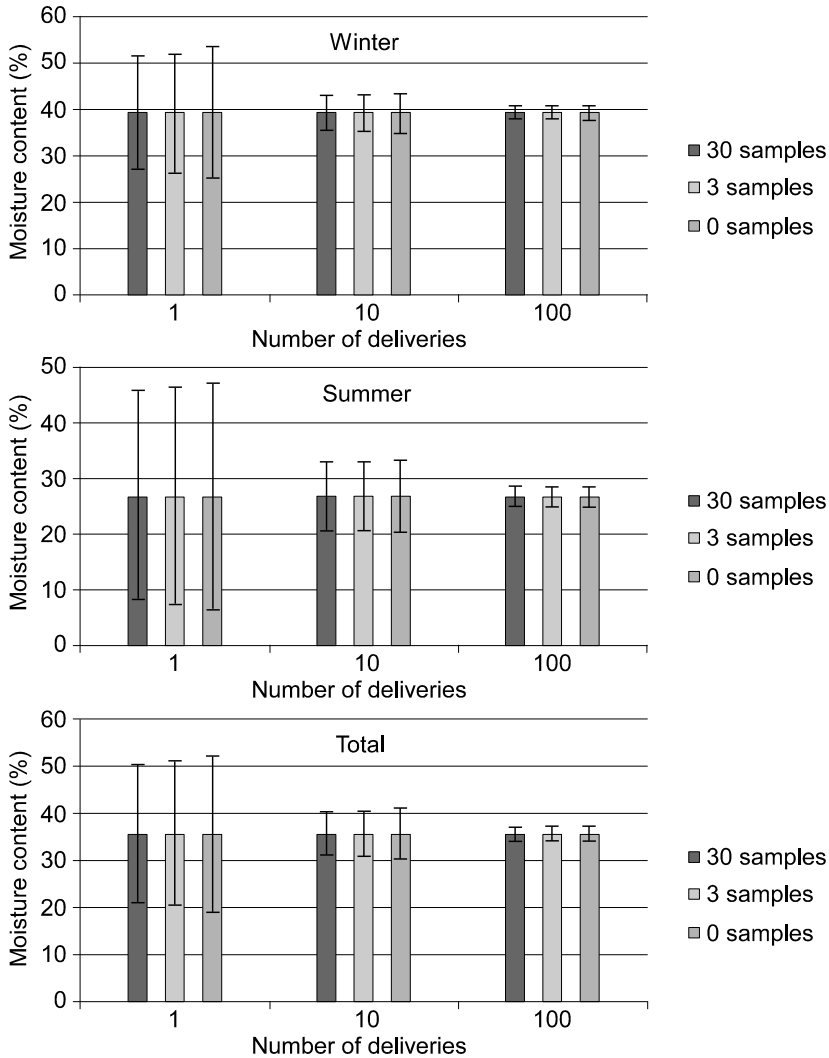 60
50
40
30
20
10
0
Moisture content (%)
Winter
1 10 100
Number of deliveries
30 samples
3 samples
0 samples
50
40
30
20
10
0
Moisture content (%)
Summer
1 10 100
Number of deliveries
30 samples
3 samples
0 samples
60
50
40
30
20
10
0
Moisture content (%)
Total
1 10 100
Number of deliveries
30 samples
3 samples
0 samples